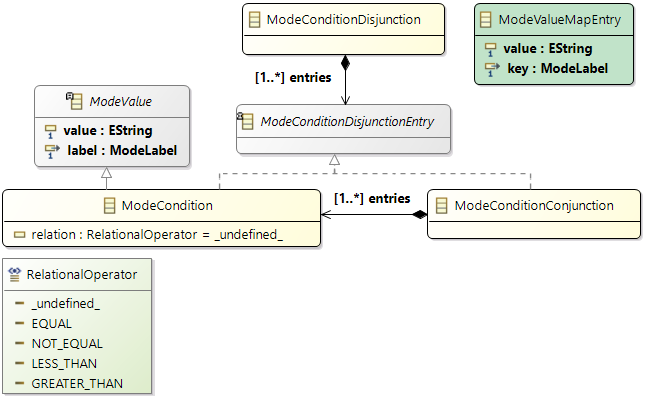 ModeConditionDisjunction
ModeValueMapEntry
value : EString
key : ModeLabel
[1..*] entries
ModeValue
value : EString
label : ModeLabel
ModeConditionDisjunctionEntry
ModeCondition
relation : RelationalOperator = _undefined_
[1..*] entries
ModeConditionConjunction
RelationalOperator
_undefined_
EQUAL
NOT_EQUAL
LESS_THAN
GREATER_THAN